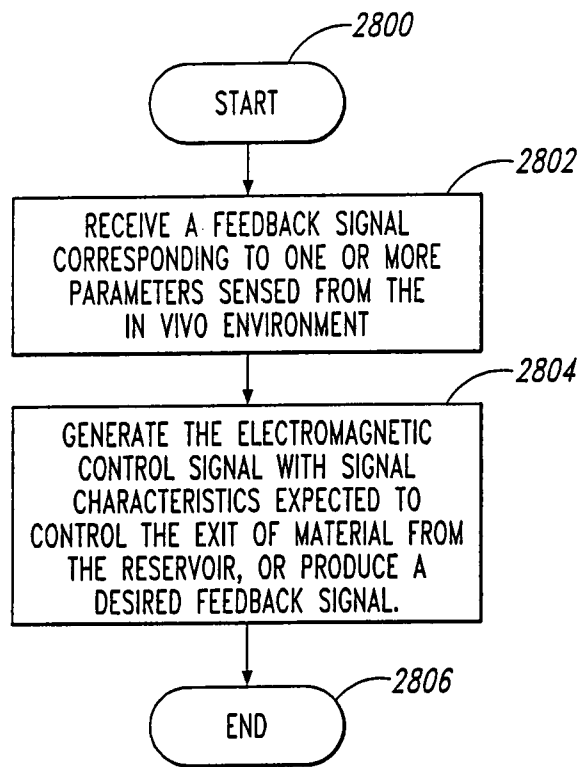 2800
START
2802
RECEIVE A FEEDBACK SIGNAL
CORRESPONDING TO ONE OR MORE
PARAMETERS SENSED FROM THE
IN VIVO ENVIRONMENT
2804
GENERATE THE ELECTROMAGNETIC
CONTROL SIGNAL WITH SIGNAL
CHARACTERISTICS EXPECTED TO
CONTROL THE EXIT OF MATERIAL FROM
THE RESERVOIR, OR PRODUCE A
DESIRED FEEDBACK SIGNAL.
2806
END